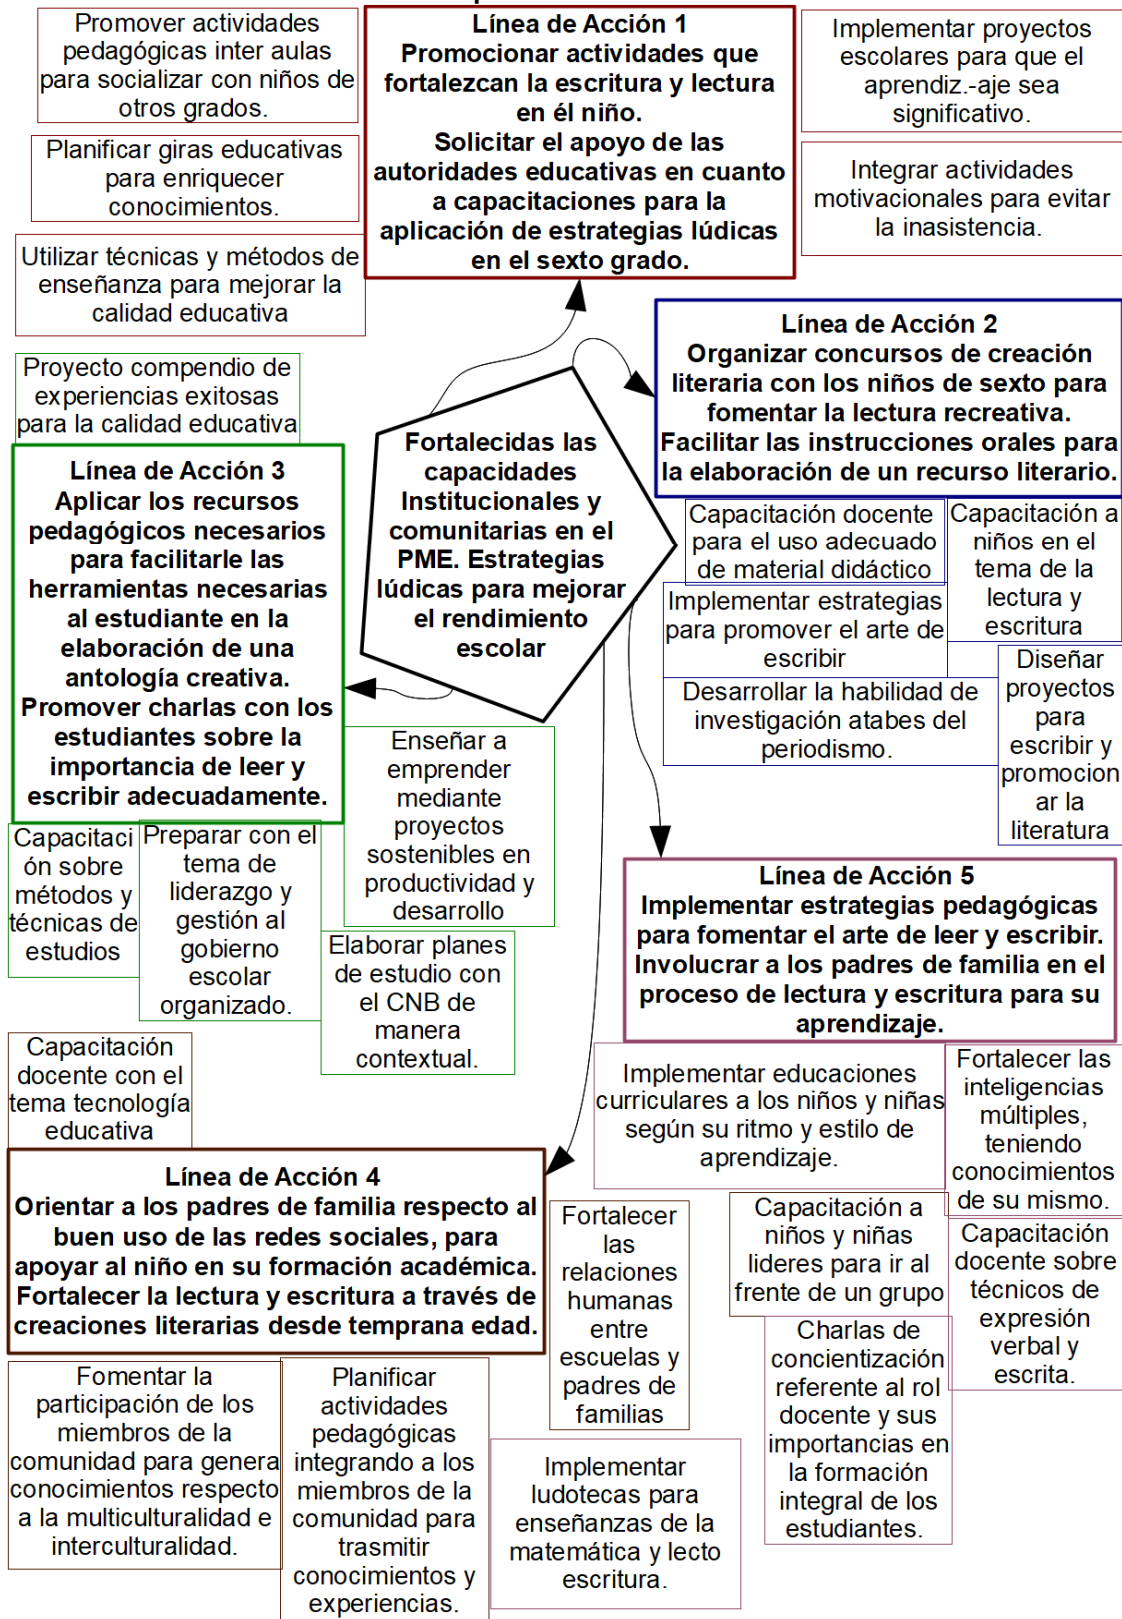 Promover actividades
pedagógicas inter aulas
para socializar con niños de
otros grados.
Planificar giras educativas
para enriquecer
conocimientos.
Utilizar técnicas y métodos de
enseñanza para mejorar la
calidad educativa
Línea de Acción 1
Promocionar actividades que
fortalezcan la escritura y lectura
en él niño.
Solicitar el apoyo de las
autoridades educativas en cuanto
a capacitaciones para la
aplicación de estrategias lúdicas
en el sexto grado.
Implementar proyectos
escolares para que el
aprendiz.-aje sea
significativo.
Integrar actividades
motivacionales para evitar
la inasistencia.
Línea de Acción 2
Organizar concursos de creación
literaria con los niños de sexto para
fomentar la lectura recreativa.
Facilitar las instrucciones orales para
la elaboración de un recurso literario.
Capacitación docente
para el uso adecuado
de material didáctico
Capacitación a
niños en el
tema de la
lectura y
escritura
Implementar estrategias
para promover el arte de
escribir
Desarrollar la habilidad de
investigación atabes del
periodismo.
Diseñar
proyectos
para
escribir y
promocion
ar la
literatura
Fortalecidas las
capacidades
Institucionales y
comunitarias en el
PME. Estrategias
lúdicas para mejorar
el rendimiento
escolar
Proyecto compendio de
experiencias exitosas
para la calidad educativa
Línea de Acción 3
Aplicar los recursos
pedagógicos necesarios
para facilitarle las
herramientas necesarias
al estudiante en la
elaboración de una
antología creativa.
Promover charlas con los
estudiantes sobre la
importancia de leer y
escribir adecuadamente.
Capacitaci
ón sobre
métodos y
técnicas de
estudios
Preparar con el
tema de
liderazgo y
gestión al
gobierno
escolar
organizado.
Enseñar a
emprender
mediante
proyectos
sostenibles en
productividad y
desarrollo
Elaborar planes
de estudio con
el CNB de
manera
contextual.
Línea de Acción 5
Implementar estrategias pedagógicas
para fomentar el arte de leer y escribir.
Involucrar a los padres de familia en el
proceso de lectura y escritura para su
aprendizaje.
Implementar educaciones
curriculares a los niños y niñas
según su ritmo y estilo de
aprendizaje.
Fortalecer las
inteligencias
múltiples,
teniendo
conocimientos
de su mismo.
Capacitación a
niños y niñas
lideres para ir al
frente de un grupo
Capacitación
docente sobre
técnicos de
expresión
verbal y
escrita.
Charlas de
concientización
referente al rol
docente y sus
importancias en
la formación
integral de los
estudiantes.
Implementar
ludotecas para
enseñanzas de la
matemática y lecto
escritura.
Capacitación
docente con el
tema tecnología
educativa
Línea de Acción 4
Orientar a los padres de familia respecto al
buen uso de las redes sociales, para
apoyar al niño en su formación académica.
Fortalecer la lectura y escritura a través de
creaciones literarias desde temprana edad.
Fortalecer
las
relaciones
humanas
entre
escuelas y
padres de
familias
Fomentar la
participación de los
miembros de la
comunidad para genera
conocimientos respecto
a la multiculturalidad e
interculturalidad.
Planificar
actividades
pedagógicas
integrando a los
miembros de la
comunidad para
trasmitir
conocimientos y
experiencias.